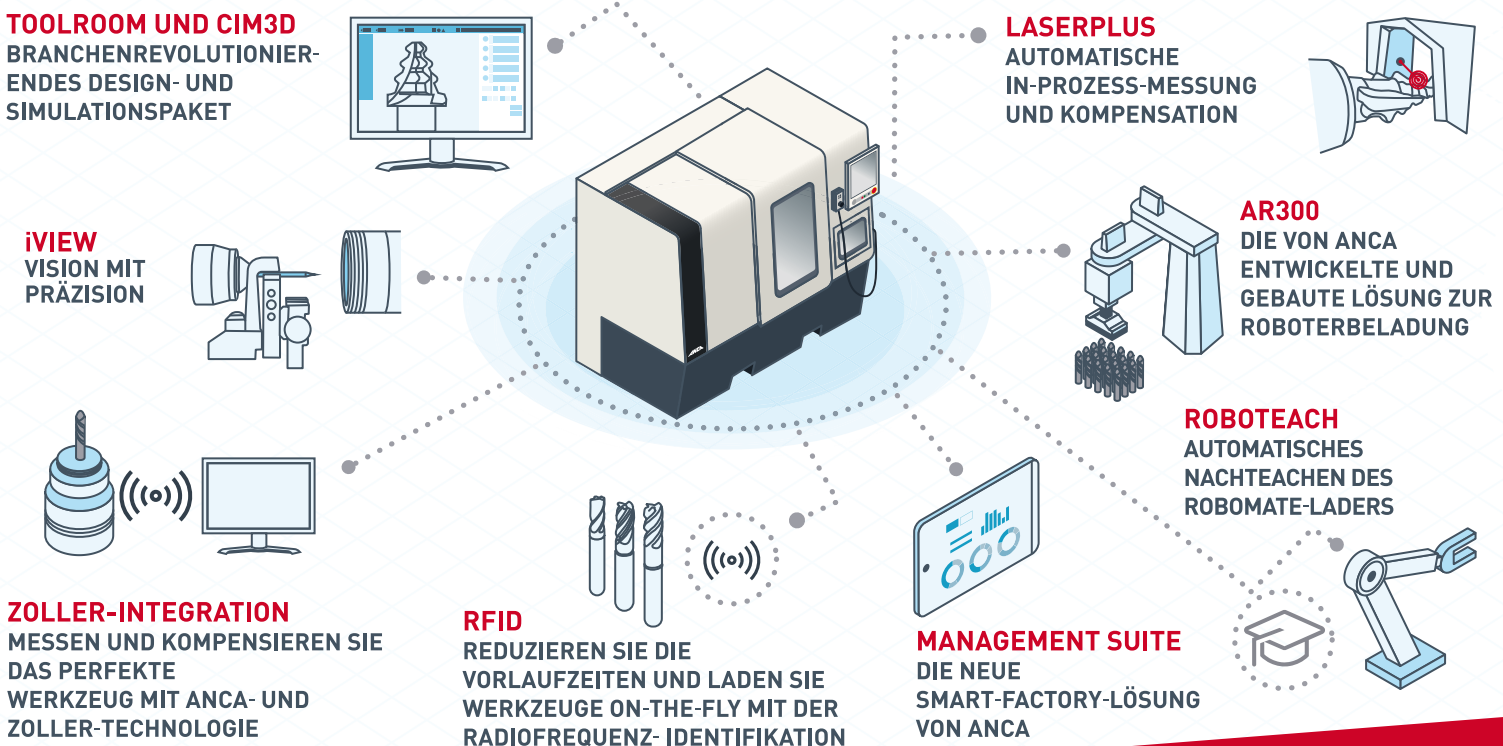 TOOLROOM UND CIM3D
BRANCHENREVOLUTIONIER-
ENDES DESIGN- UND
SIMULATIONSPAKET
LASERPLUS
AUTOMATISCHE
IN-PROZESS-MESSUNG
UND KOMPENSATION
iVIEW
VISION MIT
PRÄZISION
AR300
DIE VON ANCA
ENTWICKELTE UND
GEBAUTE LÖSUNG ZUR
ROBOTERBELADUNG
ANCA
ROBOTEACH
AUTOMATISCHES
NACHTEACHEN DES
ROBOMATE-LADERS
ZOLLER-INTEGRATION
MESSEN UND KOMPENSIEREN SIE
DAS PERFEKTE
WERKZEUG MIT ANCA- UND
ZOLLER-TECHNOLOGIE
RFID
REDUZIEREN SIE DIE
VORLAUFZEITEN UND LADEN SIE
WERKZEUGE ON-THE-FLY MIT DER
RADIOFREQUENZ- IDENTIFIKATION
MANAGEMENT SUITE
DIE NEUE
SMART-FACTORY-LÖSUNG
VON ANCA